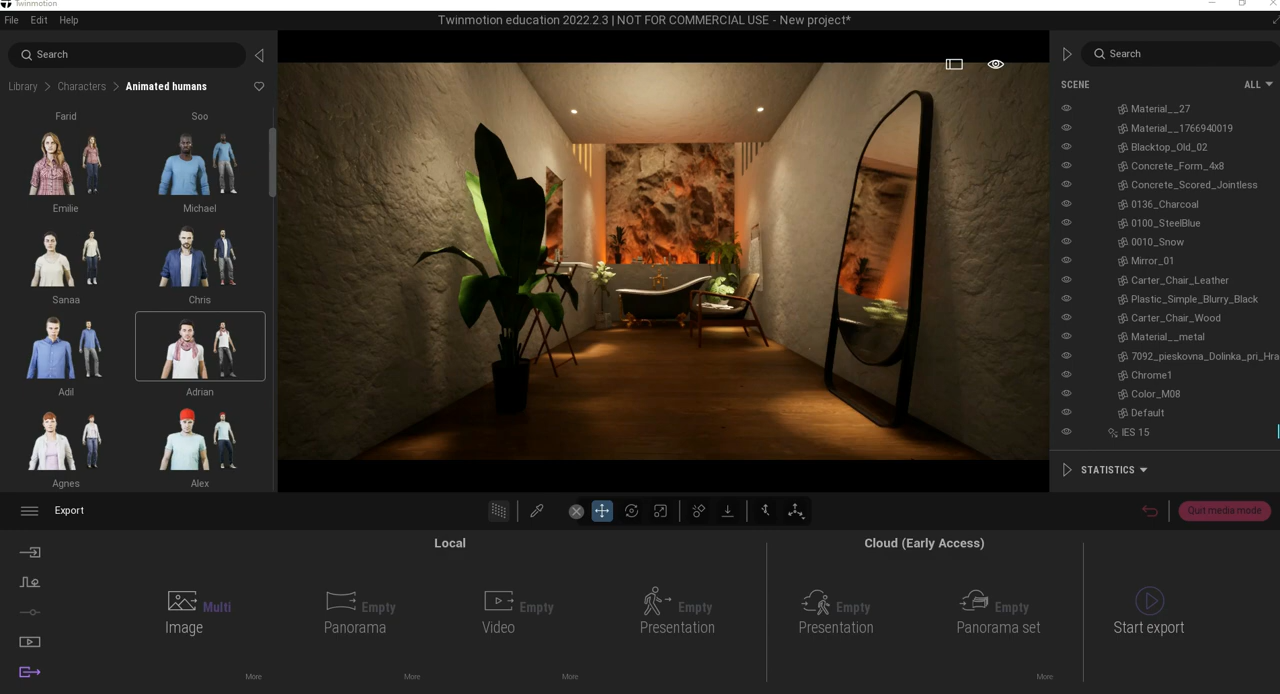 Twinmotion
File Edit Help
Twinmotion education 2022.2.3 | NOT FOR COMMERCIAL USE - New project*
Search
Library Characters Animated humans
Farid Soo
Emilie Michael
Sanaa Chris
Adil Adrian
Agnes Alex
Search
SCENE ALL
Material__27
Material__1766940019
Blacktop_Old_02
Concrete_Form_4x8
Concrete_Scored_Jointless
0136_Charcoal
0100_SteelBlue
0010_Snow
Mirror_01
Carter_Chair_Leather
Plastic_Simple_Blurry_Black
Carter_Chair_Wood
Material__metal
7092_pieskovna_Dolinka_pri_Hra
Chrome1
Color_M08
Default
IES 15
STATISTICS
Export
Quit media mode
Local
Multi
Image
More
Empty
Panorama
More
Empty
Video
More
Empty
Presentation
Cloud (Early Access)
Empty
Presentation
Empty
Panorama set
More
Start export